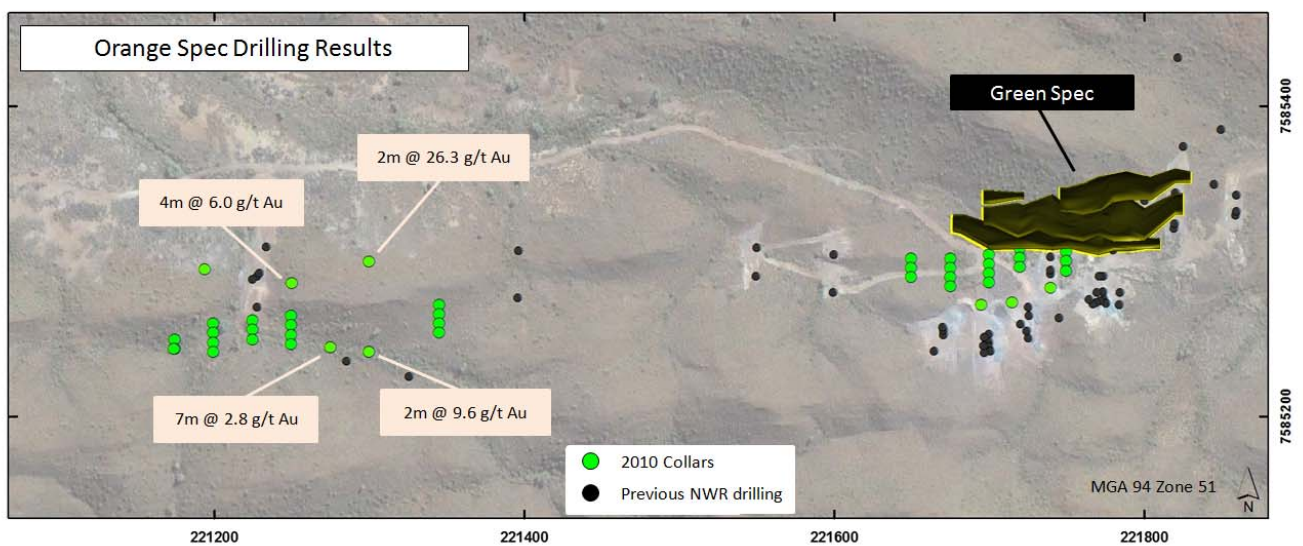 Orange Spec Drilling Results
Green Spec
7585400
2m @ 26.3 g/t Au
4m @ 6.0 g/t Au
7m @ 2.8 g/t Au
2m @ 9.6 g/t Au
7585200
2010 Collars
Previous NWR drilling
MGA 94 Zone 51
N
221200
221400
221600
221800